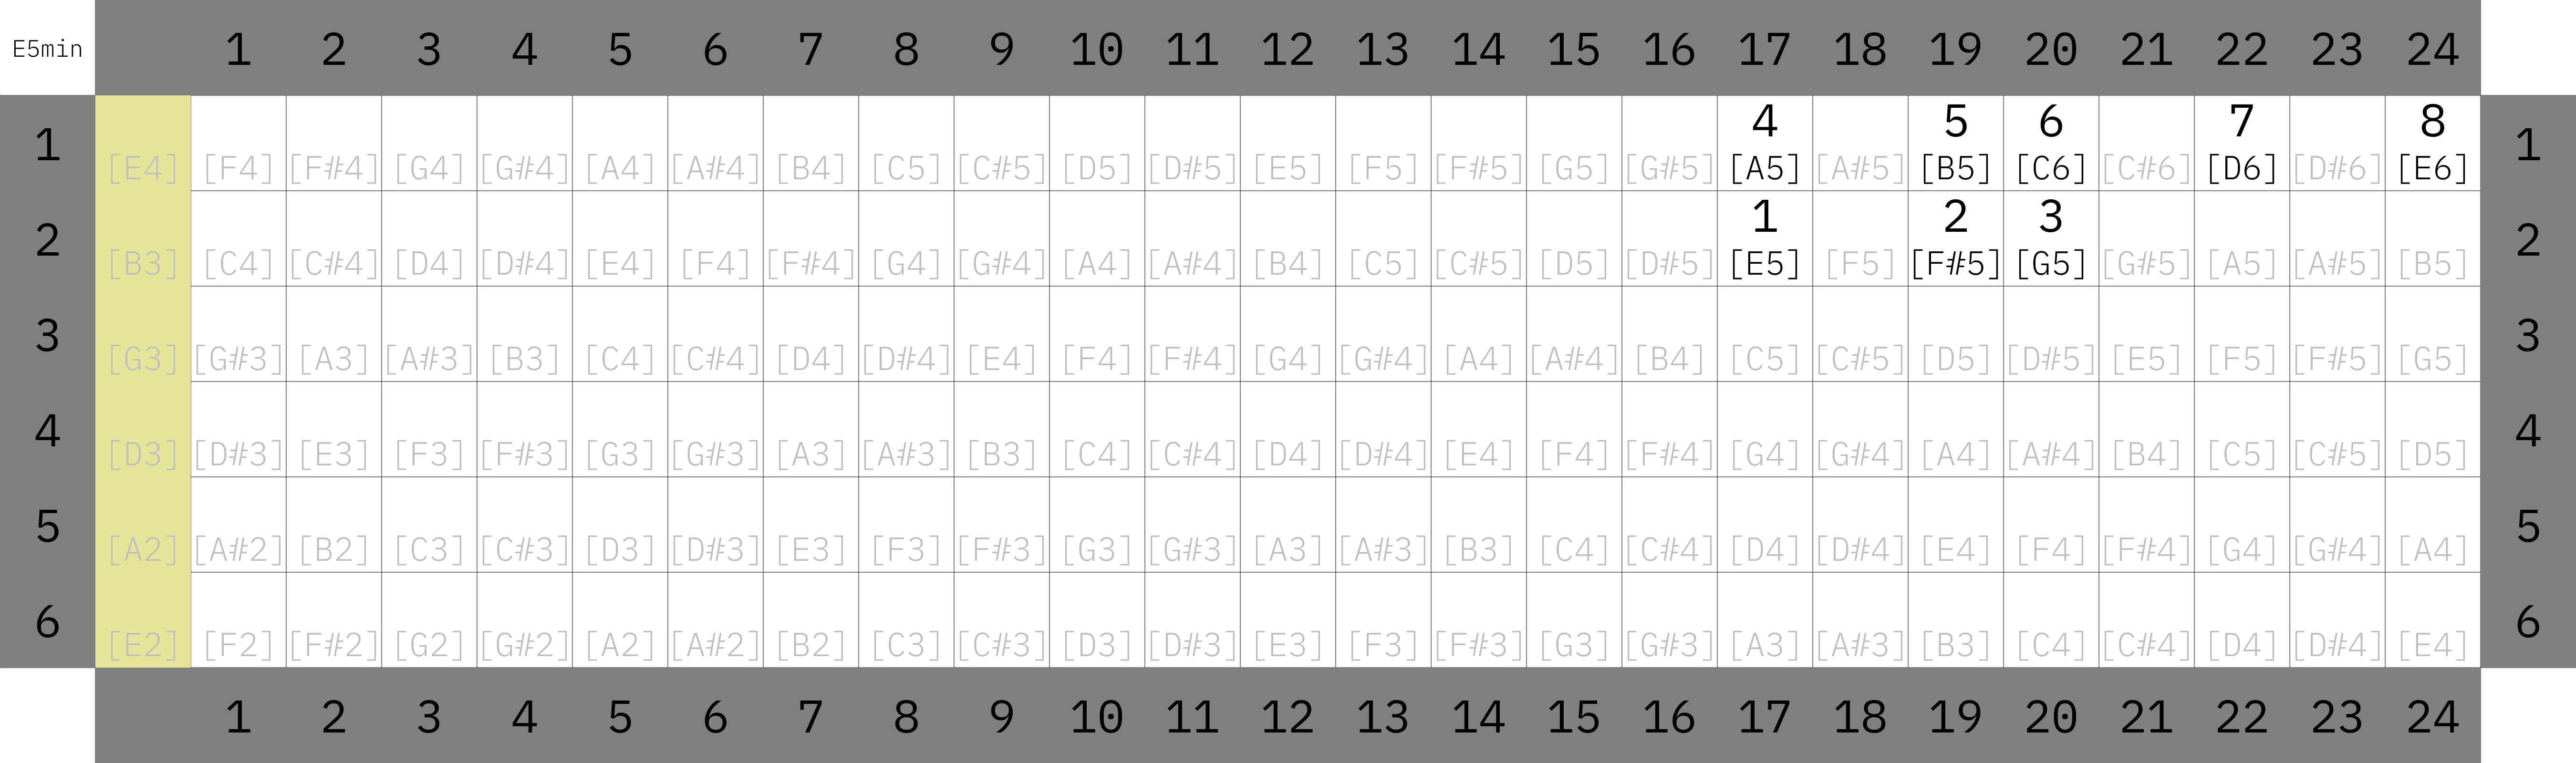 E5min 1 2 3 4 5 6 7 8 9 10 11 12 13 14 15 16 17 18 19 20 21 22 23 24
4 5 6 7 8
1 [E4] [F4] [F#4] [G4] [G#4] [A4] [A#4] [B4] [C5] [C#5] [D5] [D#5] [E5] [F5] [F#5] [G5] [G#5] [A5] [A#5] [B5] [C6] [C#6] [D6] [D#6] [E6] 1
1 2 3
2 [B3] [C4] [C#4] [D4] [D#4] [E4] [F4] [F#4] [G4] [G#4] [A4] [A#4] [B4] [C5] [C#5] [D5] [D#5] [E5] [F5] [F#5] [G5] [G#5] [A5] [A#5] [B5] 2
3 [G3] [G#3] [A3] [A#3] [B3] [C4] [C#4] [D4] [D#4] [E4] [F4] [F#4] [G4] [G#4] [A4] [A#4] [B4] [C5] [C#5] [D5] [D#5] [E5] [F5] [F#5] [G5] 3
4 [D3] [D#3] [E3] [F3] [F#3] [G3] [G#3] [A3] [A#3] [B3] [C4] [C#4] [D4] [D#4] [E4] [F4] [F#4] [G4] [G#4] [A4] [A#4] [B4] [C5] [C#5] [D5] 4
5 [A2] [A#2] [B2] [C3] [C#3] [D3] [D#3] [E3] [F3] [F#3] [G3] [G#3] [A3] [A#3] [B3] [C4] [C#4] [D4] [D#4] [E4] [F4] [F#4] [G4] [G#4] [A4] 5
6 [E2] [F2] [F#2] [G2] [G#2] [A2] [A#2] [B2] [C3] [C#3] [D3] [D#3] [E3] [F3] [F#3] [G3] [G#3] [A3] [A#3] [B3] [C4] [C#4] [D4] [D#4] [E4] 6
1 2 3 4 5 6 7 8 9 10 11 12 13 14 15 16 17 18 19 20 21 22 23 24